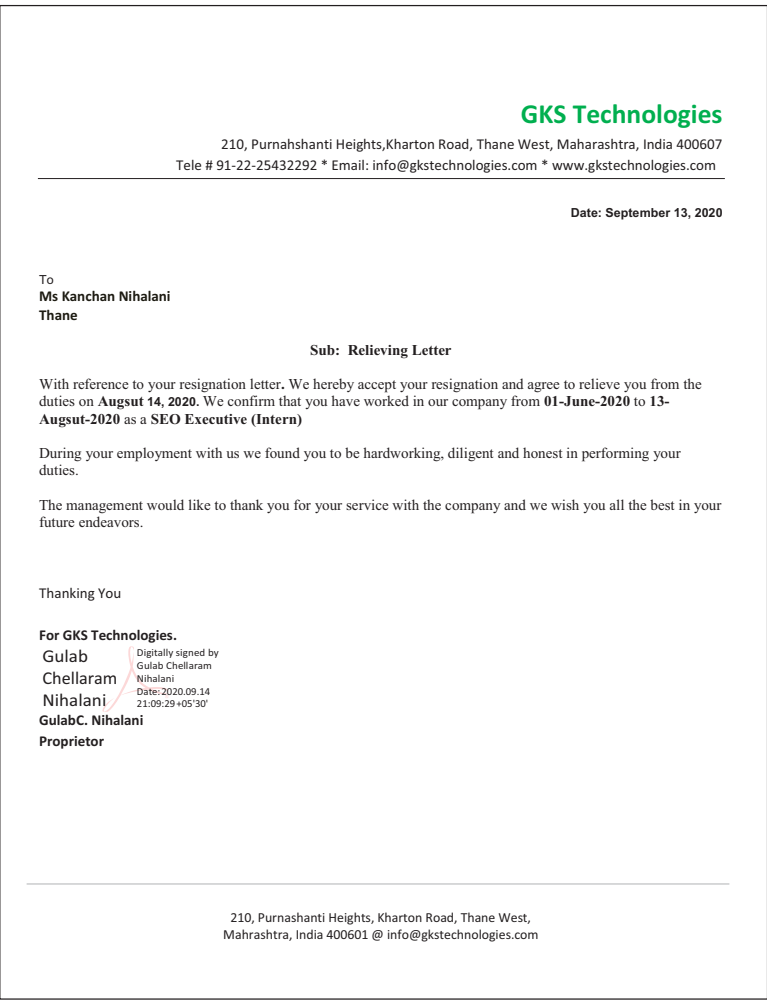 GKS Technologies
210, Purnahshanti Heights,Kharton Road, Thane West, Maharashtra, India 400607
Tele # 91-22-25432292 * Email: info@gkstechnologies.com * www.gkstechnologies.com
Date: September 13, 2020
To
Ms Kanchan Nihalani
Thane
Sub: Relieving Letter
With reference to your resignation letter. We hereby accept your resignation and agree to relieve you from the
duties on Augsut 14, 2020. We confirm that you have worked in our company from 01-June-2020 to 13-
Augsut-2020 as a SEO Executive (Intern)
During your employment with us we found you to be hardworking, diligent and honest in performing your
duties.
The management would like to thank you for your service with the company and we wish you all the best in your
future endeavors.
Thanking You
For GKS Technologies.
Gulab
Chellaram
Nihalani
Digitally signed by
Gulab Chellaram
Nihalani
Date: 2020.09.14
21:09:29 +05'30'
GulabC. Nihalani
Proprietor
210, Purnashanti Heights, Kharton Road, Thane West,
Mahrashtra, India 400601 @ info@gkstechnologies.com